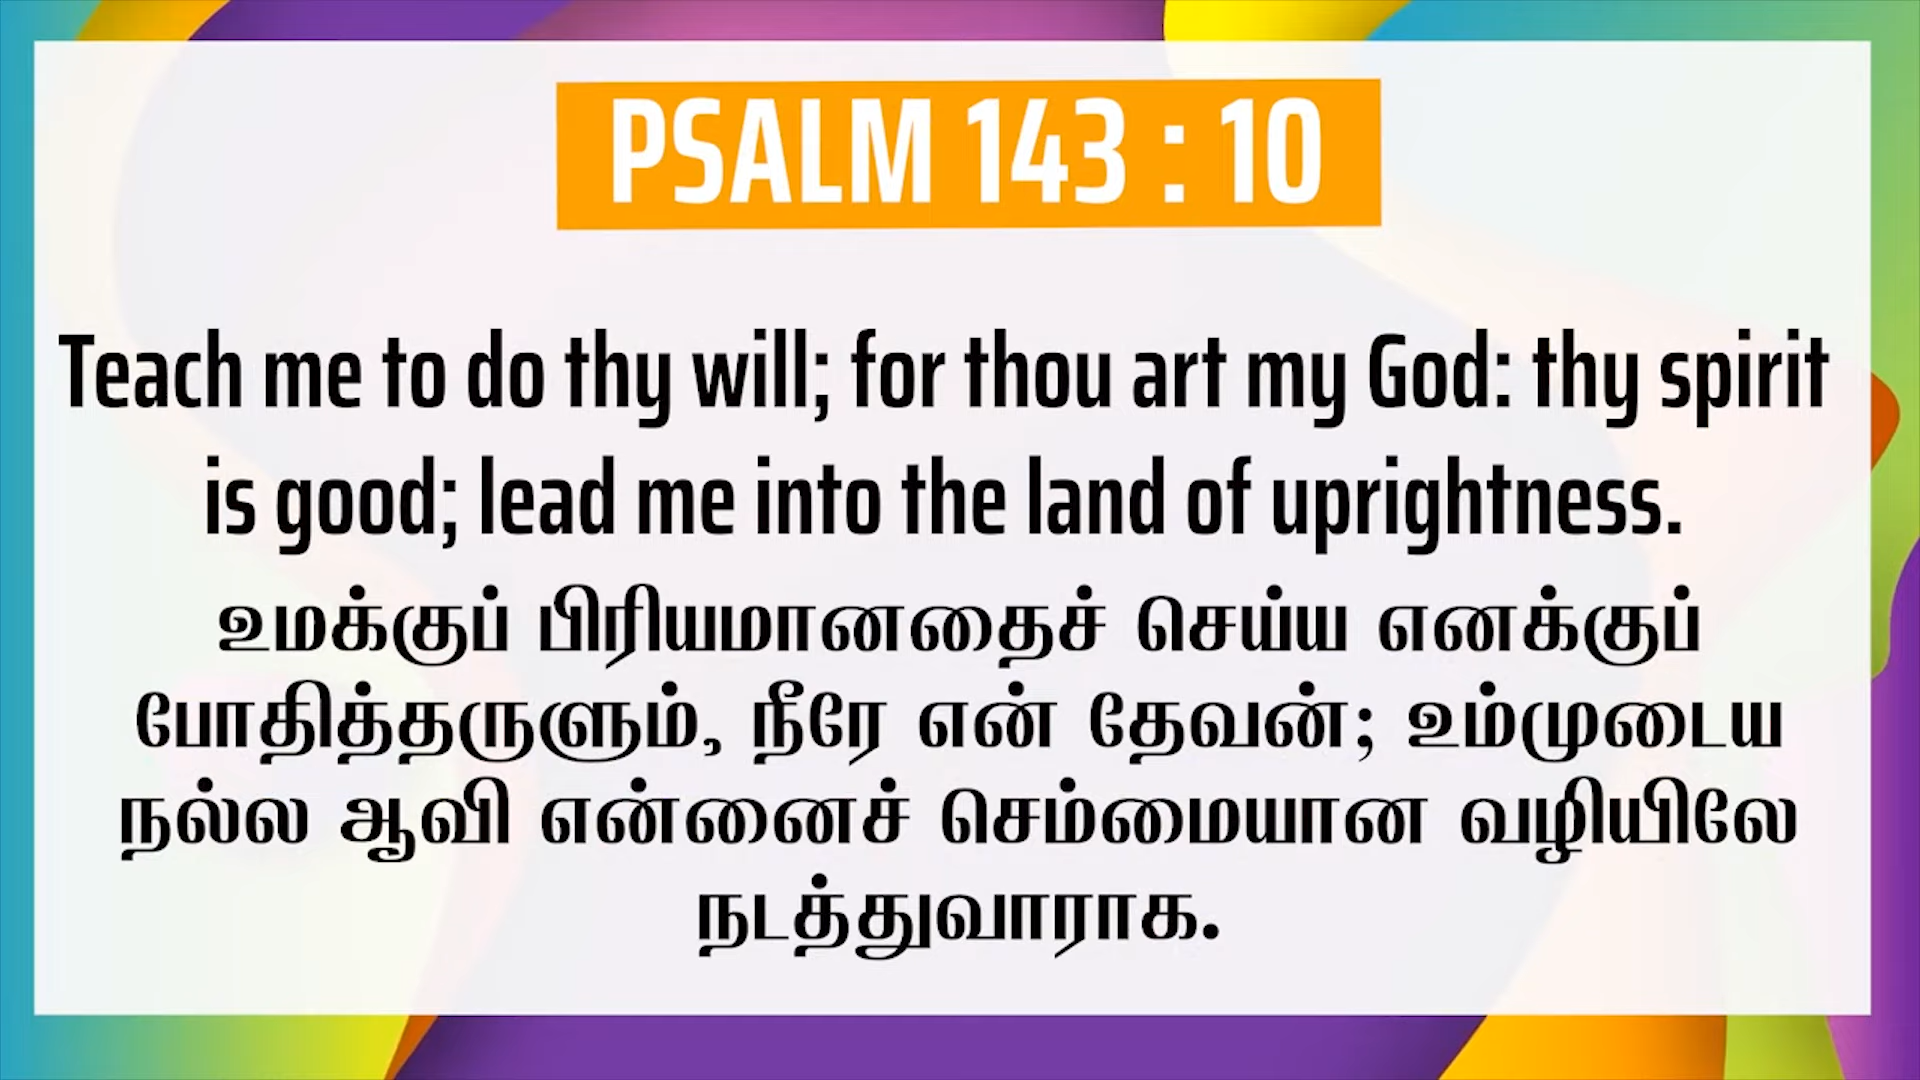 PSALM 143 : 10
Teach me to do thy will; for thou art my God: thy spirit
is good; lead me into the land of uprightness.
உமக்குப் பிரியமானதைச் செய்ய எனக்குப்
போதித்தருளும், நீரே என் தேவன்; உம்முடைய
நல்ல ஆவி என்னைச் செம்மையான வழியிலே
நடத்துவாராக.